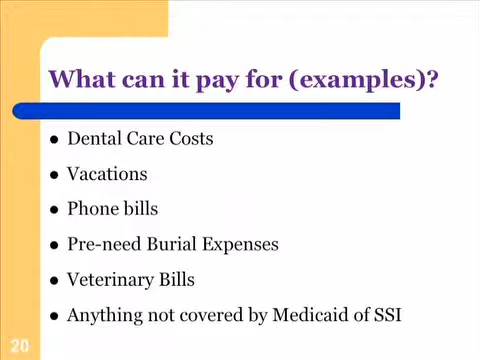 What can it pay for (examples)?
● Dental Care Costs
● Vacations
● Phone bills
● Pre-need Burial Expenses
● Veterinary Bills
● Anything not covered by Medicaid of SSI
20